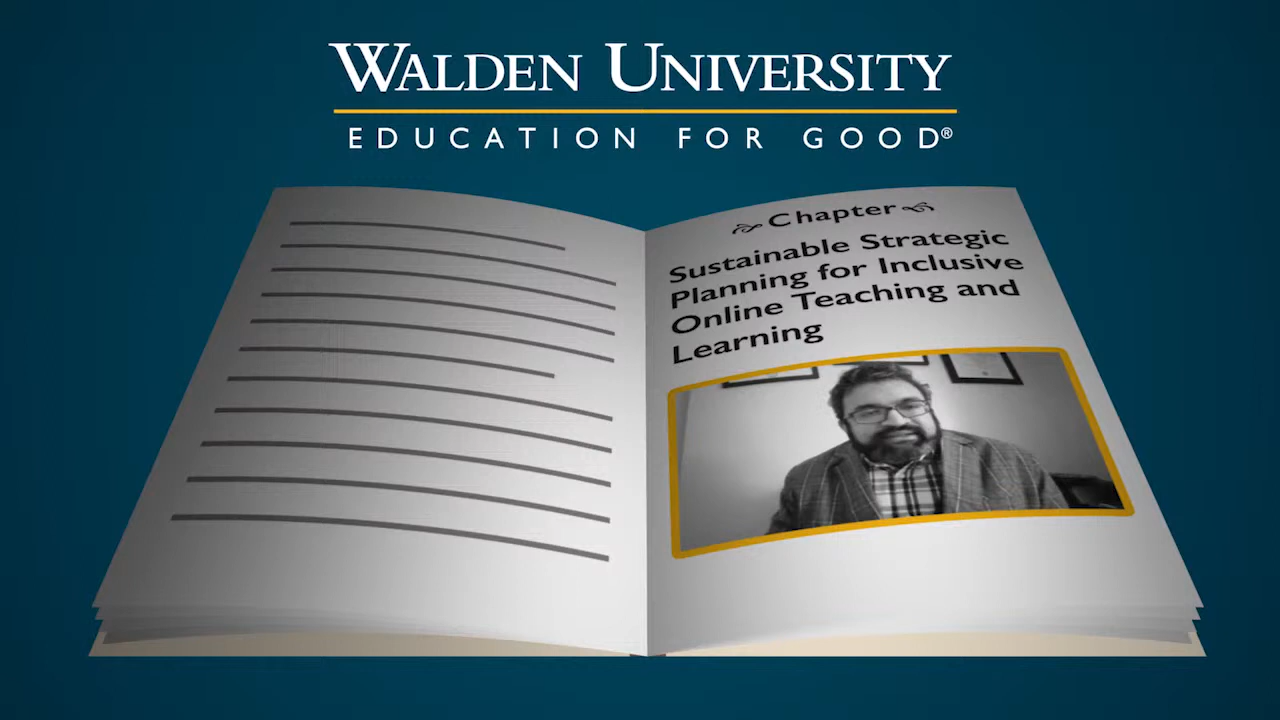 WALDEN UNIVERSITY
EDUCATION FOR GOOD®
Chapter
Sustainable Strategic
Planning for Inclusive
Online Teaching and
Learning